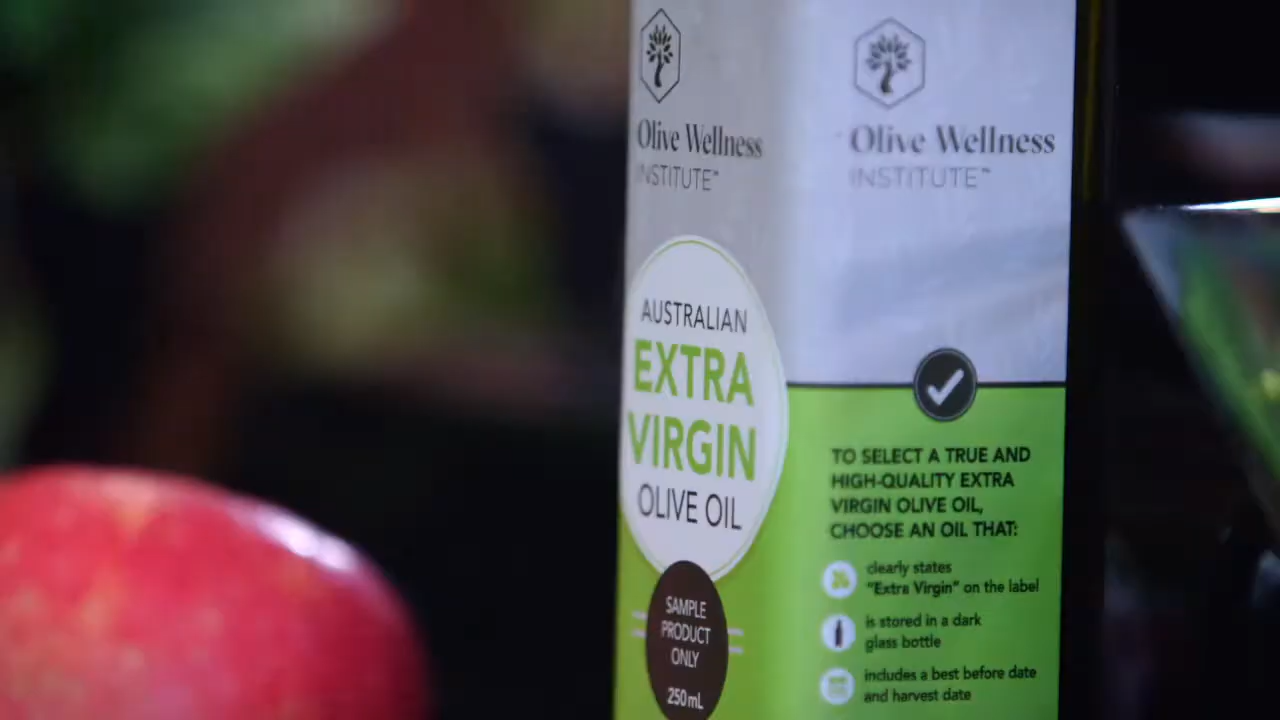 Olive Wellness
INSTITUTE™
AUSTRALIAN
EXTRA
VIRGIN
OLIVE OIL
SAMPLE
PRODUCT
ONLY
250mL
Olive Wellness
INSTITUTE™
TO SELECT A TRUE AND
HIGH-QUALITY EXTRA
VIRGIN OLIVE OIL,
CHOOSE AN OIL THAT:
clearly states
"Extra Virgin" on the label
is stored in a dark
glass bottle
includes a best before date
and harvest date